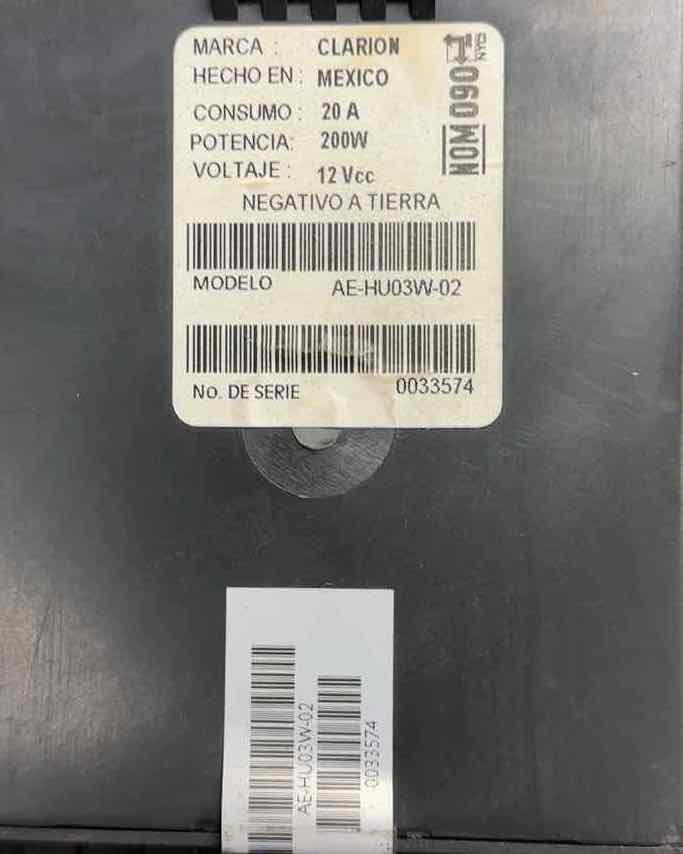 MARCA : CLARION
HECHO EN : MEXICO
CONSUMO : 20 A
POTENCIA: 200W
VOLTAJE : 12 Vcc
NEGATIVO A TIERRA
NOM 090
NYCE
MODELO AE-HU03W-02
No. DE SERIE 0033574
AE-HU03W-02
0033574